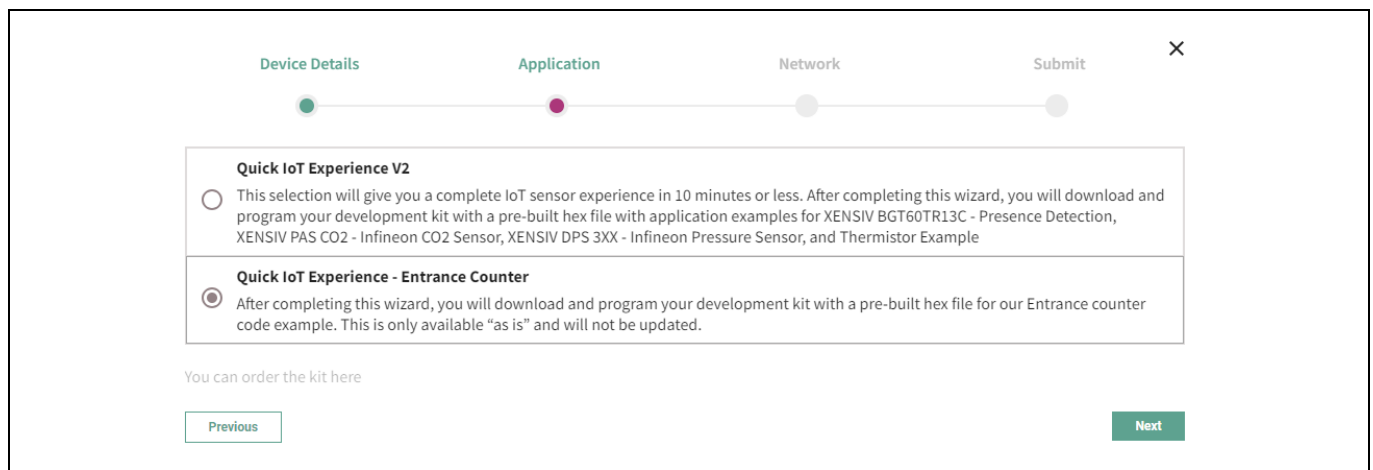 Device Details
Application
Network
Submit
Quick IoT Experience V2
This selection will give you a complete IoT sensor experience in 10 minutes or less. After completing this wizard, you will download and
program your development kit with a pre-built hex file with application examples for XENSIV BGT60TR13C - Presence Detection,
XENSIV PAS CO2 - Infineon CO2 Sensor, XENSIV DPS 3XX - Infineon Pressure Sensor, and Thermistor Example
Quick IoT Experience - Entrance Counter
After completing this wizard, you will download and program your development kit with a pre-built hex file for our Entrance counter
code example. This is only available “as is” and will not be updated.
You can order the kit here
Previous
Next